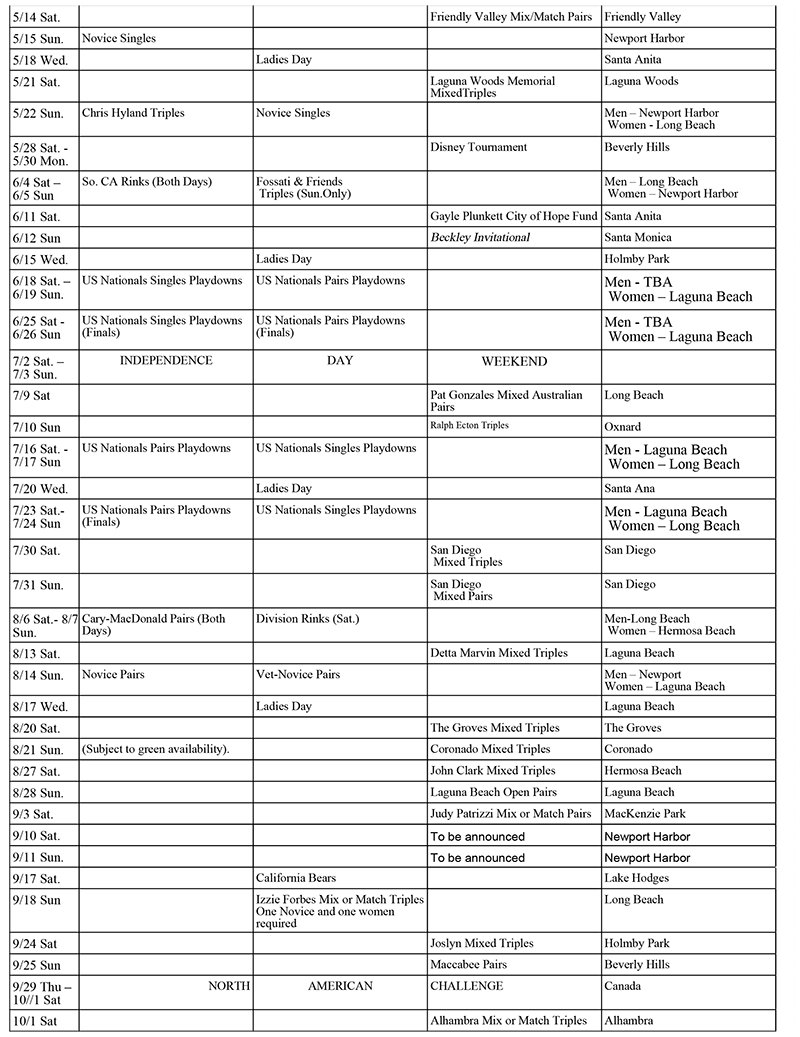 5/14 Sat. Friendly Valley Mix/Match Pairs Friendly Valley
5/15 Sun. Novice Singles Newport Harbor
5/18 Wed. Ladies Day Santa Anita
5/21 Sat. Laguna Woods Memorial Laguna Woods
MixedTriples
5/22 Sun. Chris Hyland Triples Novice Singles Men – Newport Harbor
Women - Long Beach
5/28 Sat. - Disney Tournament Beverly Hills
5/30 Mon.
6/4 Sat – So. CA Rinks (Both Days) Fossati & Friends Men – Long Beach
6/5 Sun Triples (Sun.Only) Women – Newport Harbor
6/11 Sat. Gayle Plunkett City of Hope Fund Santa Anita
6/12 Sun Beckley Invitational Santa Monica
6/15 Wed. Ladies Day Holmby Park
6/18 Sat. – US Nationals Singles Playdowns US Nationals Pairs Playdowns Men - TBA
6/19 Sun. Women – Laguna Beach
6/25 Sat - US Nationals Singles Playdowns US Nationals Pairs Playdowns Men - TBA
6/26 Sun (Finals) (Finals) Women – Laguna Beach
7/2 Sat. – INDEPENDENCE DAY WEEKEND
7/3 Sun.
7/9 Sat Pat Gonzales Mixed Australian Long Beach
Pairs
7/10 Sun Ralph Ecton Triples Oxnard
7/16 Sat. - US Nationals Pairs Playdowns US Nationals Singles Playdowns Men - Laguna Beach
7/17 Sun Women – Long Beach
7/20 Wed. Ladies Day Santa Ana
7/23 Sat.- US Nationals Pairs Playdowns US Nationals Singles Playdowns Men - Laguna Beach
7/24 Sun (Finals) Women – Long Beach
7/30 Sat. San Diego San Diego
Mixed Triples
7/31 Sun. San Diego San Diego
Mixed Pairs
8/6 Sat.- 8/7 Cary-MacDonald Pairs (Both Division Rinks (Sat.) Men-Long Beach
Sun. Days) Women – Hermosa Beach
8/13 Sat. Detta Marvin Mixed Triples Laguna Beach
8/14 Sun. Novice Pairs Vet-Novice Pairs Men – Newport
Women – Laguna Beach
8/17 Wed. Ladies Day Laguna Beach
8/20 Sat. The Groves Mixed Triples The Groves
8/21 Sun. (Subject to green availability). Coronado Mixed Triples Coronado
8/27 Sat. John Clark Mixed Triples Hermosa Beach
8/28 Sun. Laguna Beach Open Pairs Laguna Beach
9/3 Sat. Judy Patrizzi Mix or Match Pairs MacKenzie Park
9/10 Sat. To be announced Newport Harbor
9/11 Sun. To be announced Newport Harbor
9/17 Sat. California Bears Lake Hodges
9/18 Sun Izzie Forbes Mix or Match Triples Long Beach
One Novice and one women
required
9/24 Sat Joslyn Mixed Triples Holmby Park
9/25 Sun Maccabee Pairs Beverly Hills
9/29 Thu – NORTH AMERICAN CHALLENGE Canada
10//1 Sat
10/1 Sat Alhambra Mix or Match Triples Alhambra